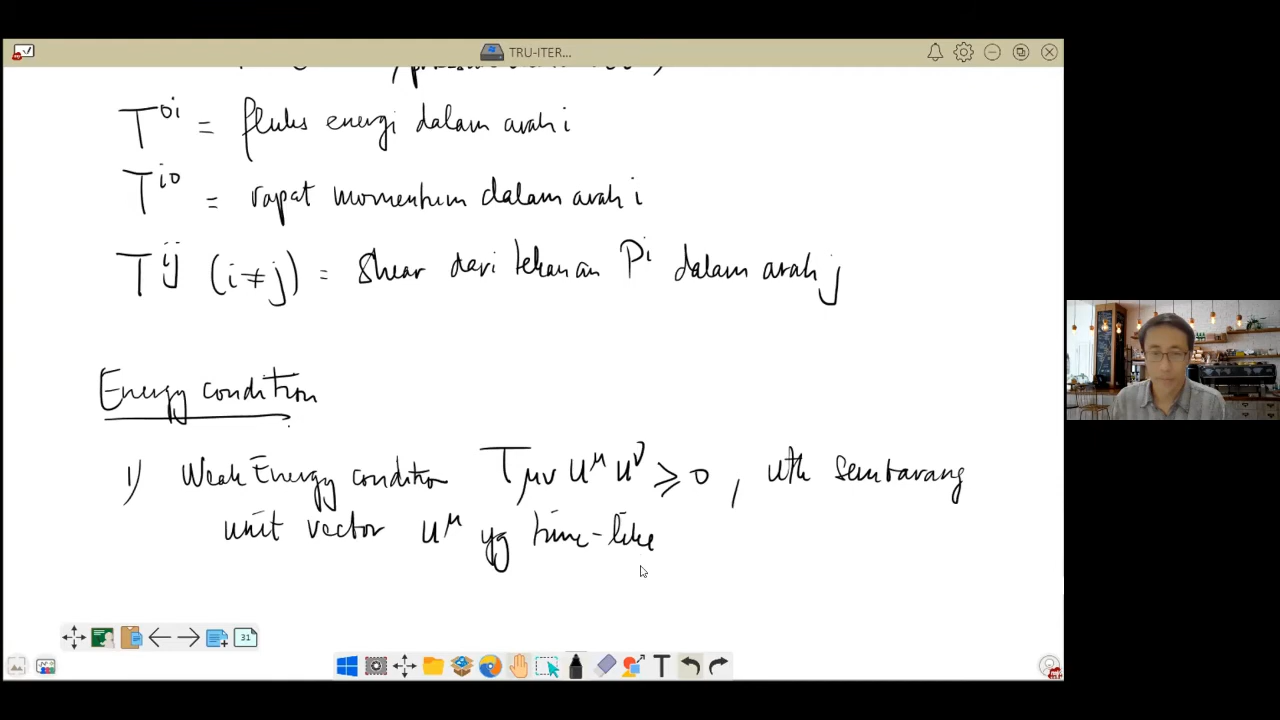 TRU-ITER...
T^{0i} = fluks energi dalam arah i
T^{i0} = rapat momentum dalam arah i
T^{ij} (i≠j) = shear dari tekanan P^i dalam arah j
Energy condition
1) Weak Energy condition T_{μν} u^μ u^ν ⩾ 0, utk sembarang
unit vector u^μ yg time-like
31
T